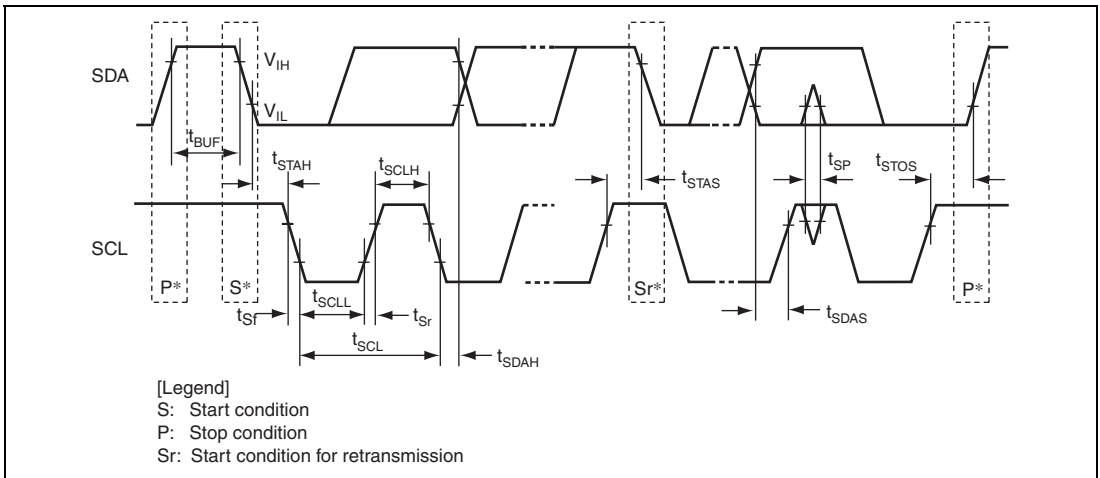 SDA
V_IH
V_IL
t_BUF
t_STAH
t_SCLH
t_STAS
t_SP
t_STOS
SCL
P*
S*
Sr*
P*
t_Sf
t_SCLL
t_Sr
t_SCL
t_SDAH
t_SDAS
[Legend]
S: Start condition
P: Stop condition
Sr: Start condition for retransmission